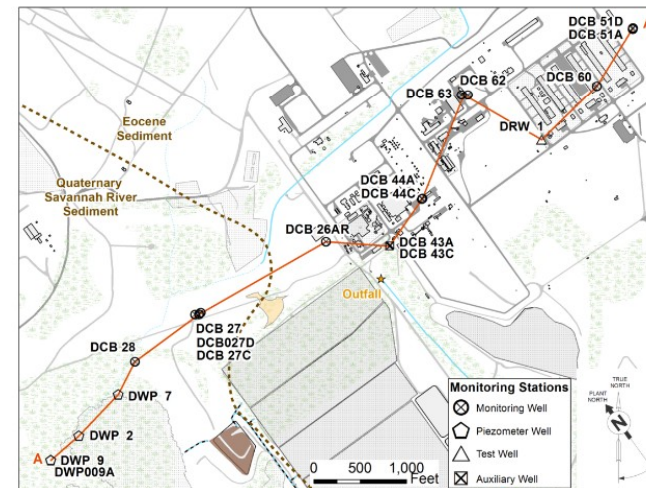 DCB 51D
DCB 51A
DCB 62
DCB 60
DCB 63
DRW 1
Eocene
Sediment
DCB 44A
DCB 44C
Quaternary
Savannah River
Sediment
DCB 26AR
DCB 43A
DCB 43C
Outfall
DCB 27
DCB027D
DCB 27C
DCB 28
DWP 7
DWP 2
A
DWP 9
DWP009A
0 500 1,000
Feet
Monitoring Stations
Monitoring Well
Piezometer Well
Test Well
Auxiliary Well
TRUE
NORTH
PLANT
NORTH
N